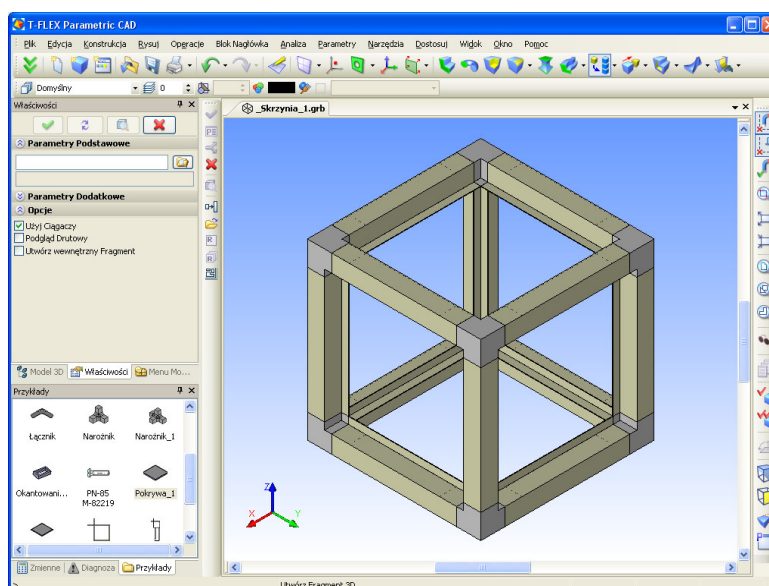 T-FLEX Parametric CAD
Plik Edycja Konstrukcja Rysuj Operacje Blok Nagłówka Analiza Parametry Narzędzia Dostosuj Widok Okno Pomoc
Domyślny 0
Właściwości
_Skrzynia_1.grb
Parametry Podstawowe
Parametry Dodatkowe
Opcje
Użyj Ciągaczy
Podgląd Drutowy
Utwórz wewnętrzny Fragment
Model 3D Właściwości Menu Mo...
Przykłady
Łącznik Narożnik Narożnik_1
Okantowani... PN-85 M-82219 Pokrywa_1
Z
X Y
Zmienne Diagnoza Przykłady
Utwórz Fragment 3D